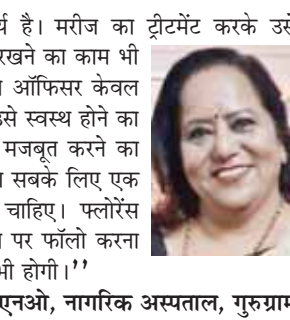 र्य है। मरीज का ट्रीटमेंट करके उसे
रखने का काम भी
ऑफिसर केवल
से स्वस्थ होने का
मजबूत करने का
सबके लिए एक
चाहिए। फ्लोरेंस
पर फॉलो करना
भी होगी।’’
एनओ, नागरिक अस्पताल, गुरुग्राम